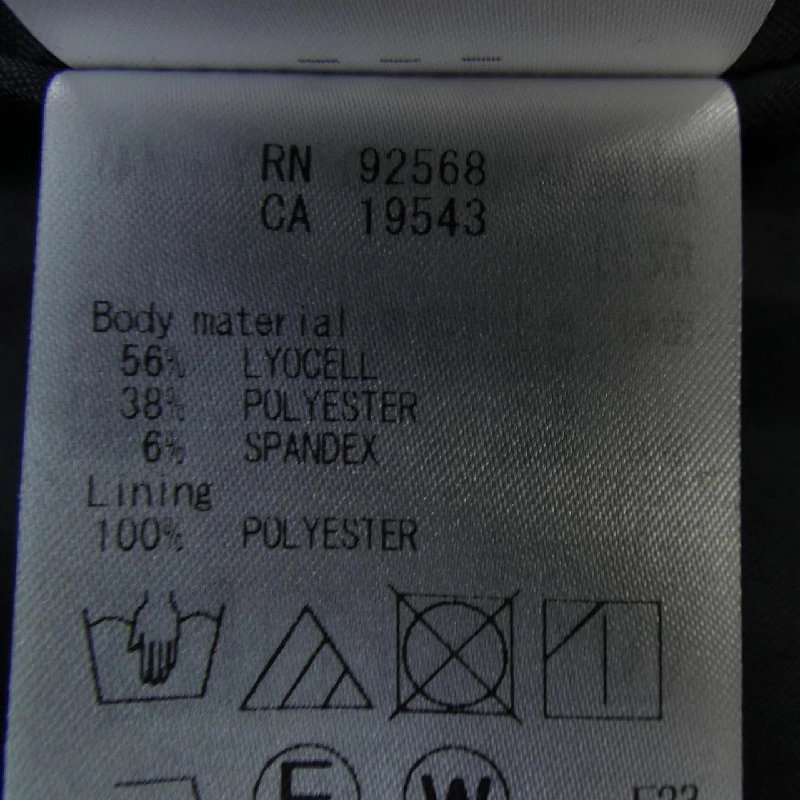 RN 92568
CA 19543
Body material
56% LYOCELL
38% POLYESTER
6% SPANDEX
Lining
100% POLYESTER
F W